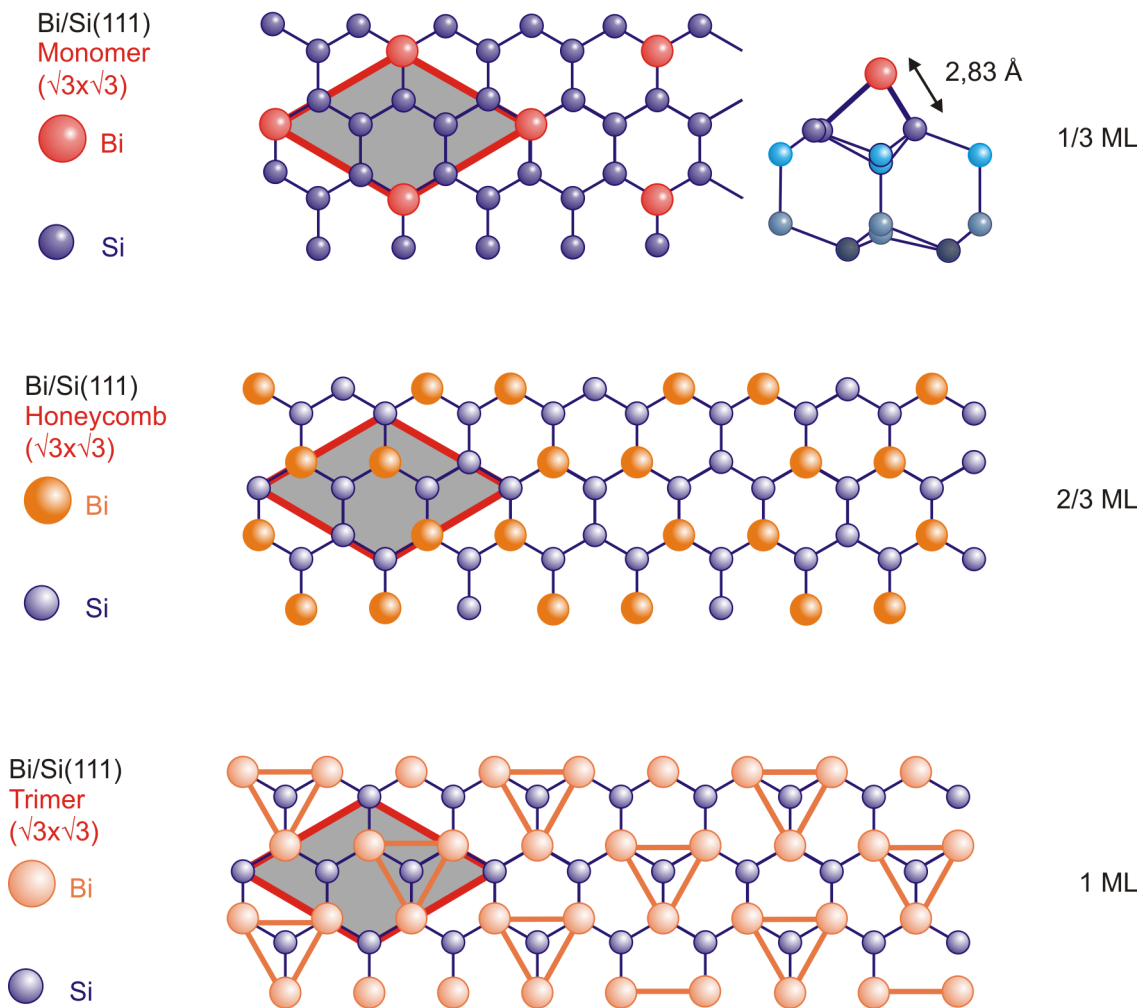 Bi/Si(111)
Monomer
(√3x√3)
Bi
Si
2,83 Å
1/3 ML
Bi/Si(111)
Honeycomb
(√3x√3)
Bi
Si
2/3 ML
Bi/Si(111)
Trimer
(√3x√3)
Bi
Si
1 ML